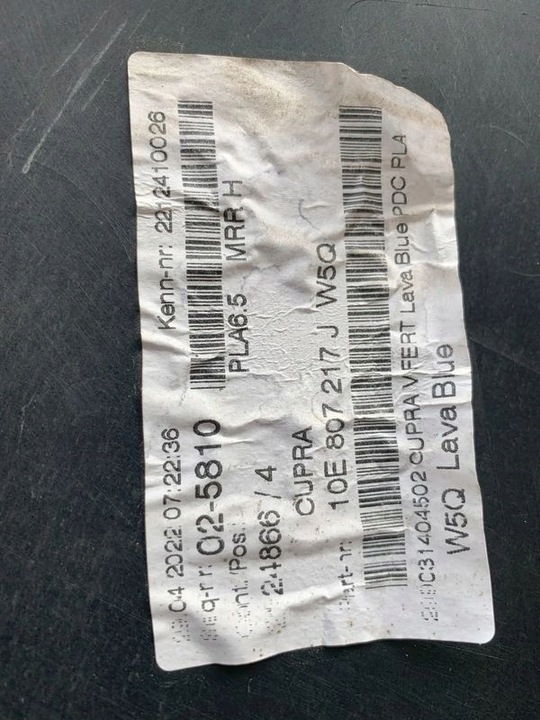 04 2022 07:22:36 Kenn-nr: 2212410026
02-5810
PLA6.5 MRR H
24866 / 4
CUPRA
10E 807 217 J W5Q
CUPRA V FERT Lava Blue PDC PLA
W5Q Lava Blue